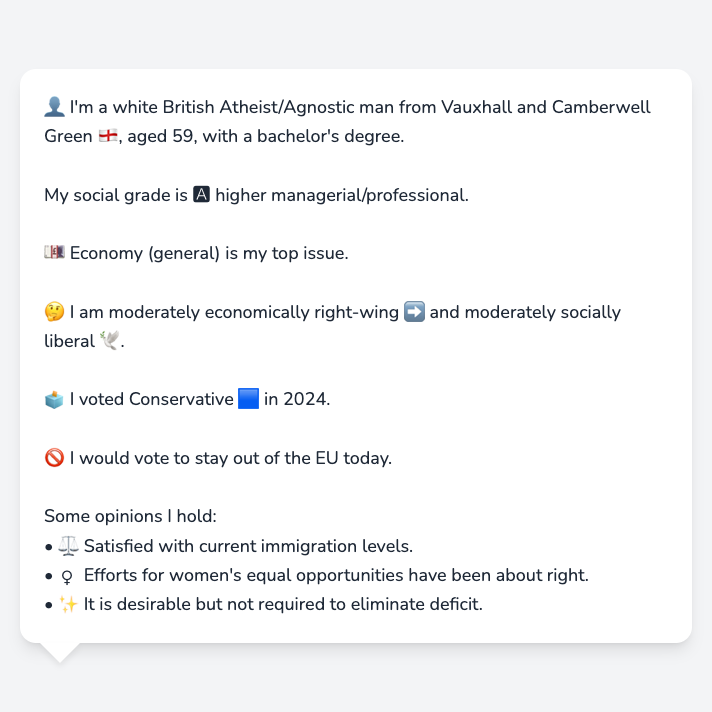 👤 I'm a white British Atheist/Agnostic man from Vauxhall and Camberwell
Green 🏴󠁧󠁢󠁥󠁮󠁧󠁿, aged 59, with a bachelor's degree.
My social grade is 🅰 higher managerial/professional.
💷 Economy (general) is my top issue.
🤔 I am moderately economically right-wing ➡️ and moderately socially
liberal 🕊️.
🗳️ I voted Conservative 🟦 in 2024.
🚫 I would vote to stay out of the EU today.
Some opinions I hold:
• ⚖️ Satisfied with current immigration levels.
• ♀ Efforts for women's equal opportunities have been about right.
• ✨ It is desirable but not required to eliminate deficit.